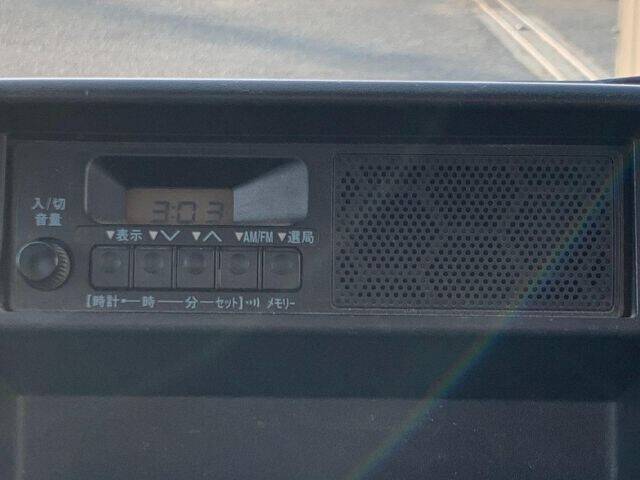 入/切
音量
3:03
▼表示 ▼∨ ▼∧ ▼AM/FM ▼選局
【時計●─時──分─セット】•)) メモリー